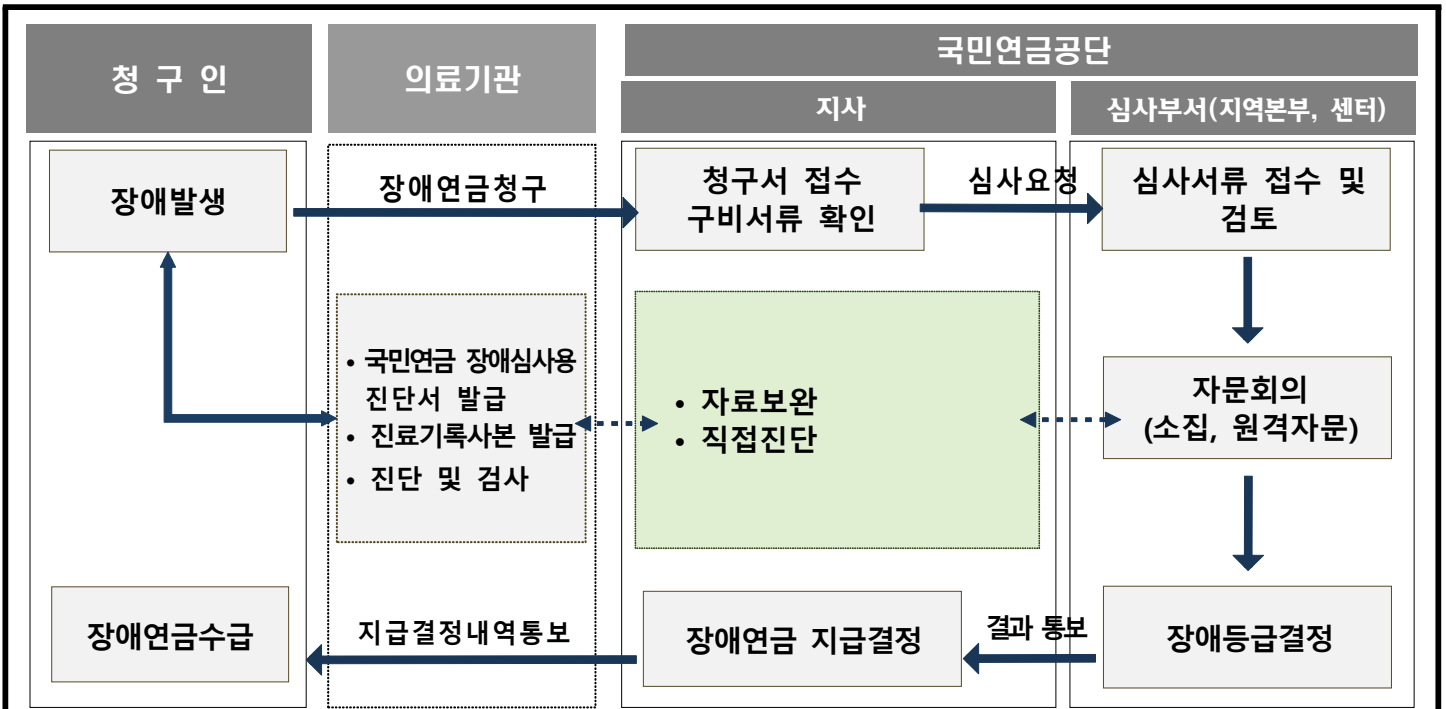 청 구 인
의료기관
국민연금공단
지사
심사부서(지역본부, 센터)
장애발생
장애연금청구
청구서 접수
구비서류 확인
심사요청
심사서류 접수 및
검토
• 국민연금 장애심사용
진단서 발급
• 진료기록사본 발급
• 진단 및 검사
• 자료보완
• 직접진단
자문회의
(소집, 원격자문)
장애연금수급
지급결정내역통보
장애연금 지급결정
결과 통보
장애등급결정